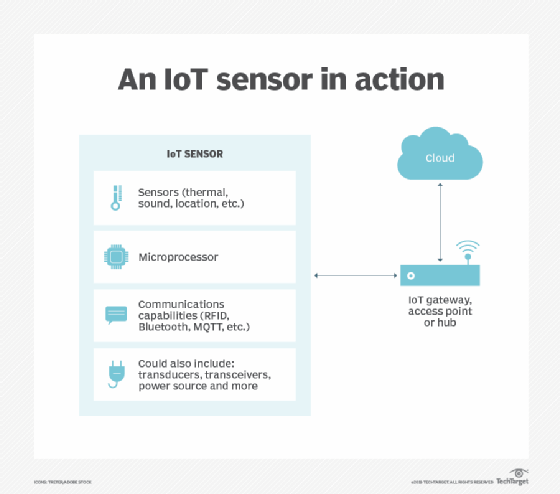 An IoT sensor in action
IoT SENSOR
Sensors (thermal,
sound, location, etc.)
Microprocessor
Communications
capabilities (RFID,
Bluetooth, MQTT, etc.)
Could also include:
transducers, transceivers,
power source and more
Cloud
IoT gateway,
access point
or hub
TechTarget